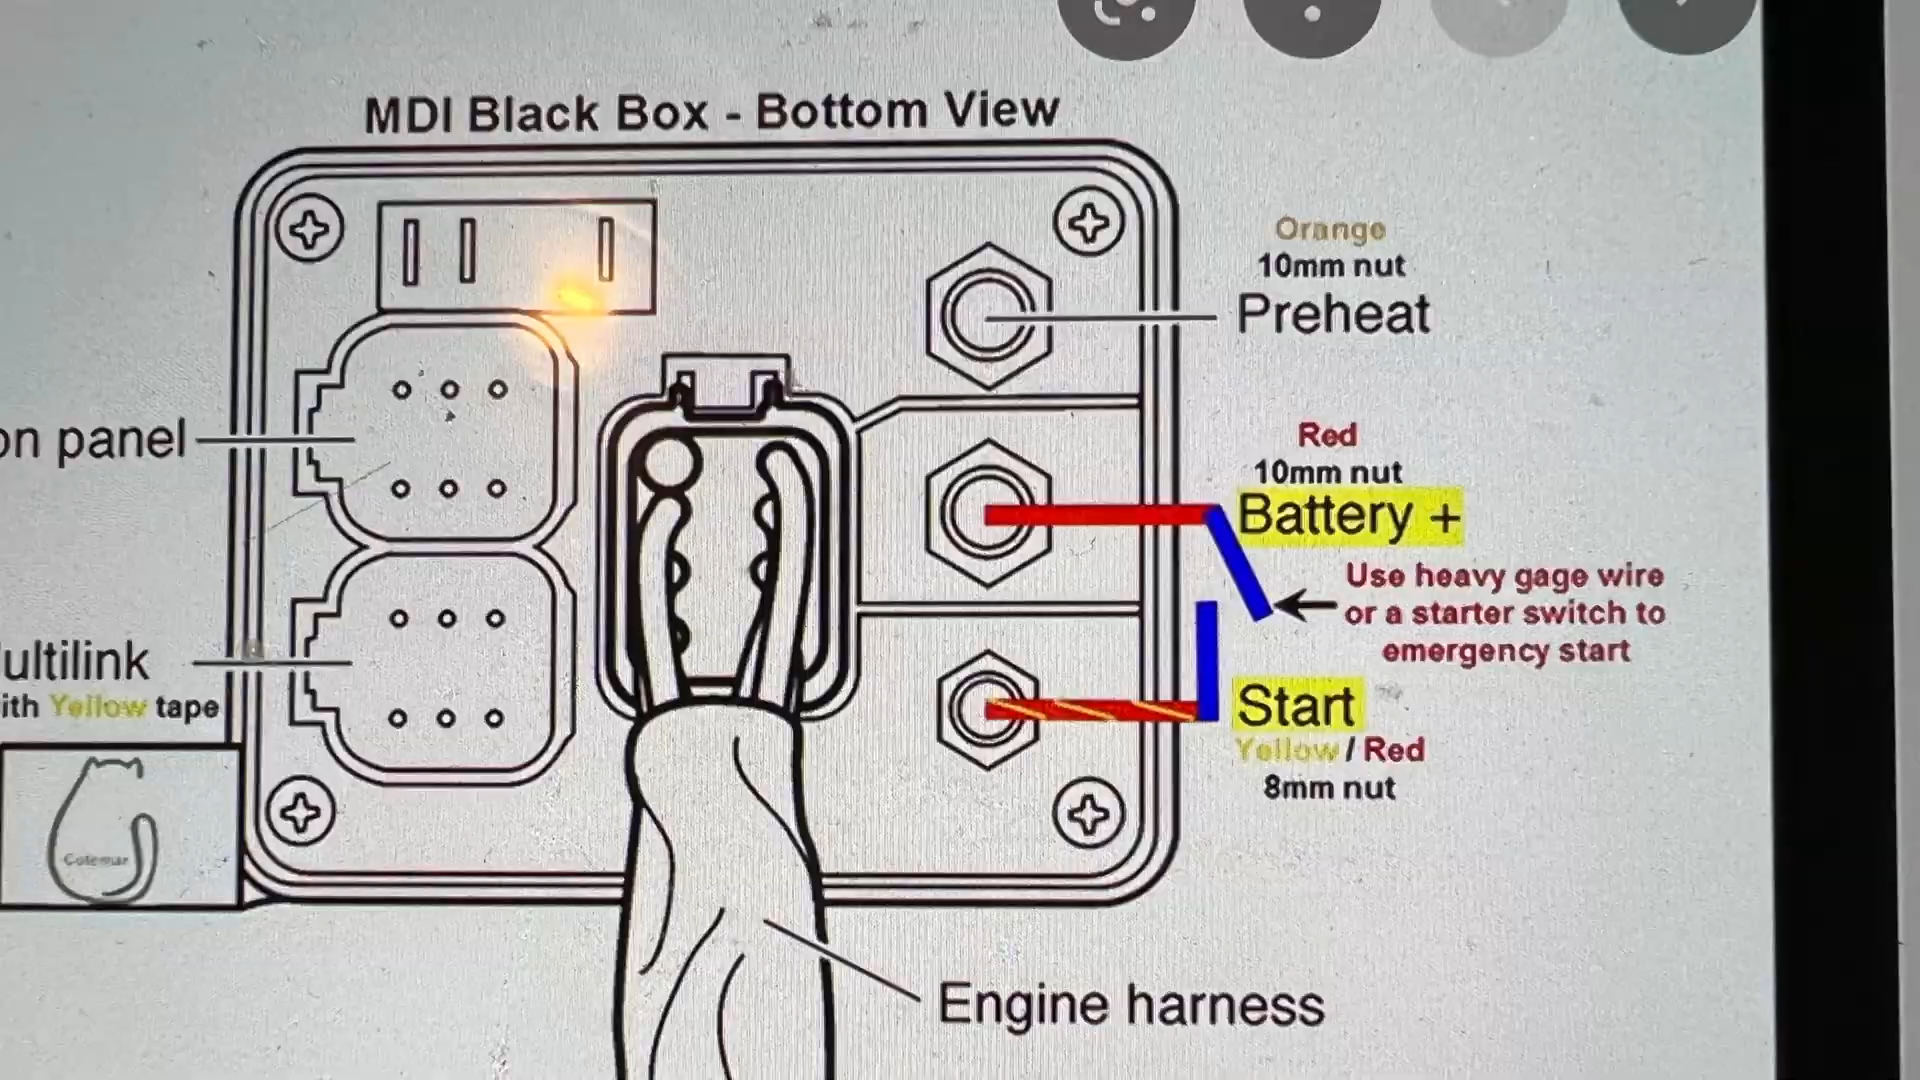 MDI Black Box - Bottom View
Orange
10mm nut
Preheat
on panel
Red
10mm nut
Battery +
Use heavy gage wire
or a starter switch to
emergency start
ultilink
ith Yellow tape
Start
Yellow / Red
8mm nut
Colemar
Engine harness